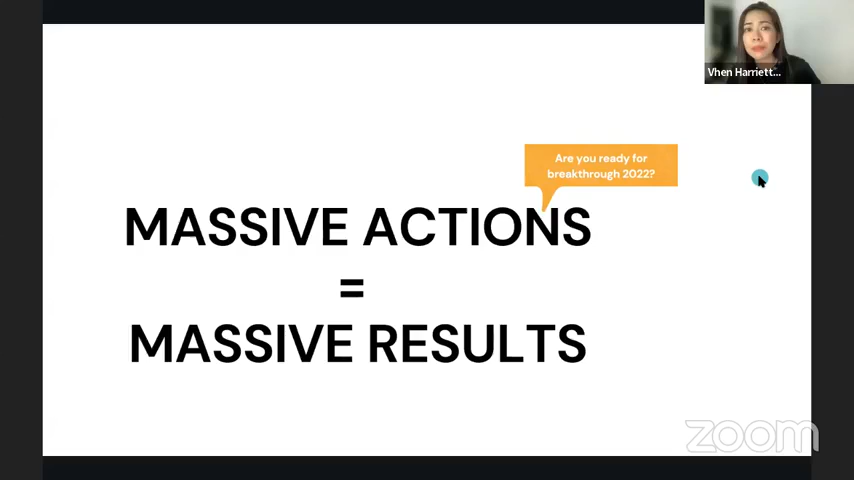 Vhen Harriett...
Are you ready for
breakthrough 2022?
MASSIVE ACTIONS
=
MASSIVE RESULTS
zoom